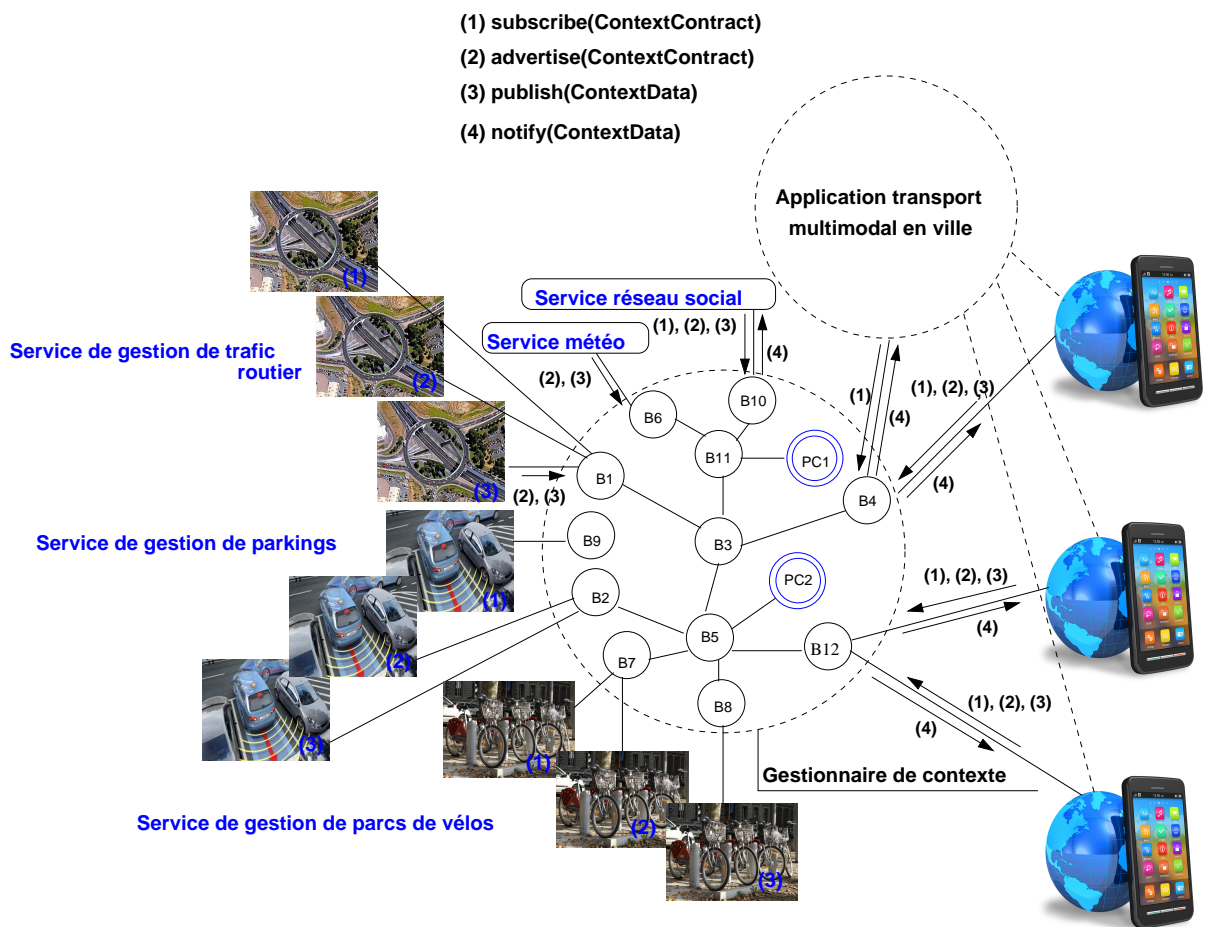 (1) subscribe(ContextContract)
(2) advertise(ContextContract)
(3) publish(ContextData)
(4) notify(ContextData)
Application transport
multimodal en ville
(1)
Service réseau social
(1), (2), (3)
(4)
Service météo
(2), (3)
Service de gestion de trafic
routier
(2)
(3)
(2), (3)
(1)
(4)
(1), (2), (3)
(4)
B10
B6
B11
PC1
B1
B4
B9
B3
Service de gestion de parkings
(1)
(2)
(3)
PC2
B2
B5
B7
B12
B8
(1), (2), (3)
(4)
(1), (2), (3)
(4)
Gestionnaire de contexte
Service de gestion de parcs de vélos
(1)
(2)
(3)